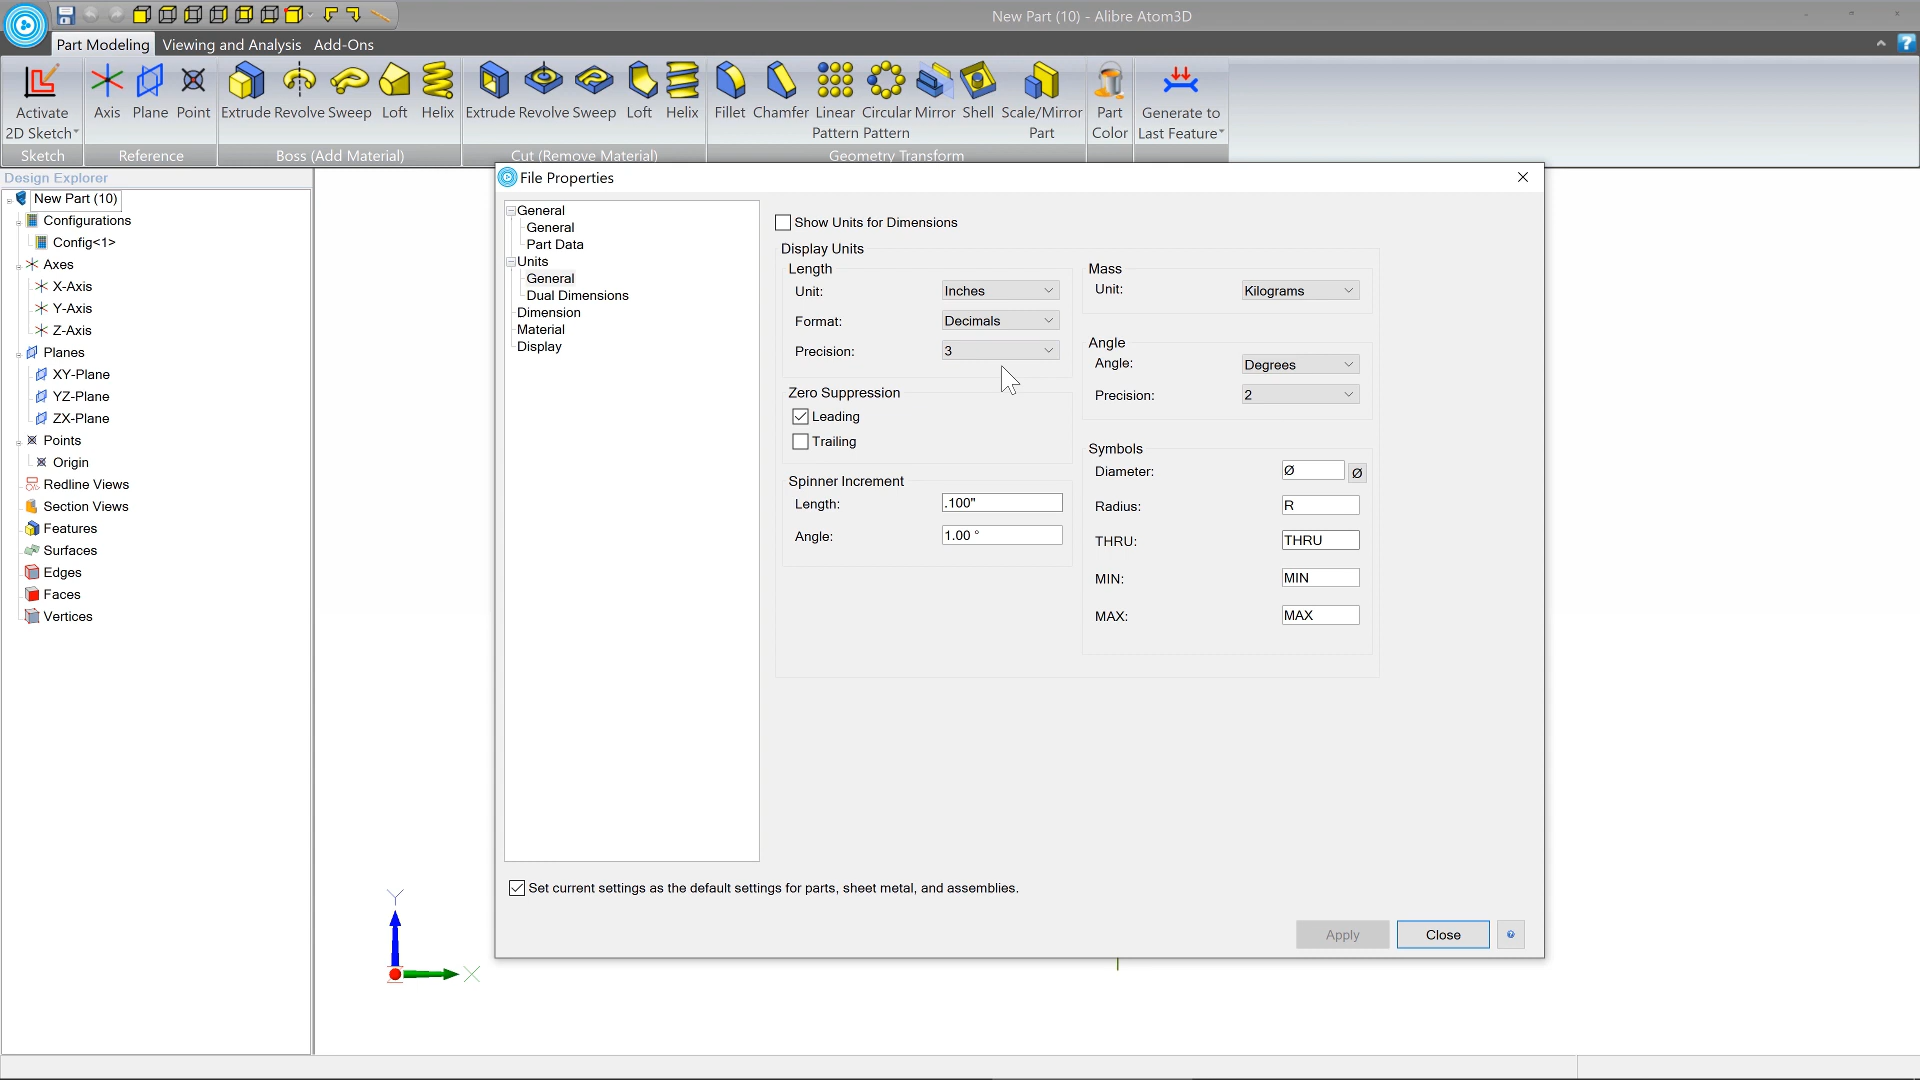 New Part (10) - Alibre Atom3D
Part Modeling Viewing and Analysis Add-Ons
Activate 2D Sketch
Axis Plane Point
Extrude Revolve Sweep Loft Helix
Extrude Revolve Sweep Loft Helix
Fillet Chamfer Linear Pattern Circular Pattern Mirror Shell Scale/Mirror Part
Part Color
Generate to Last Feature
Sketch Reference Boss (Add Material) Cut (Remove Material) Geometry Transform
Design Explorer
New Part (10)
Configurations
Config<1>
Axes
X-Axis
Y-Axis
Z-Axis
Planes
XY-Plane
YZ-Plane
ZX-Plane
Points
Origin
Redline Views
Section Views
Features
Surfaces
Edges
Faces
Vertices
Y
X
File Properties
General
General
Part Data
Units
General
Dual Dimensions
Dimension
Material
Display
Show Units for Dimensions
Display Units
Length
Unit: Inches
Format: Decimals
Precision: 3
Zero Suppression
Leading
Trailing
Spinner Increment
Length: .100"
Angle: 1.00 °
Mass
Unit: Kilograms
Angle
Angle: Degrees
Precision: 2
Symbols
Diameter: Ø Ø
Radius: R
THRU: THRU
MIN: MIN
MAX: MAX
Set current settings as the default settings for parts, sheet metal, and assemblies.
Apply Close ?